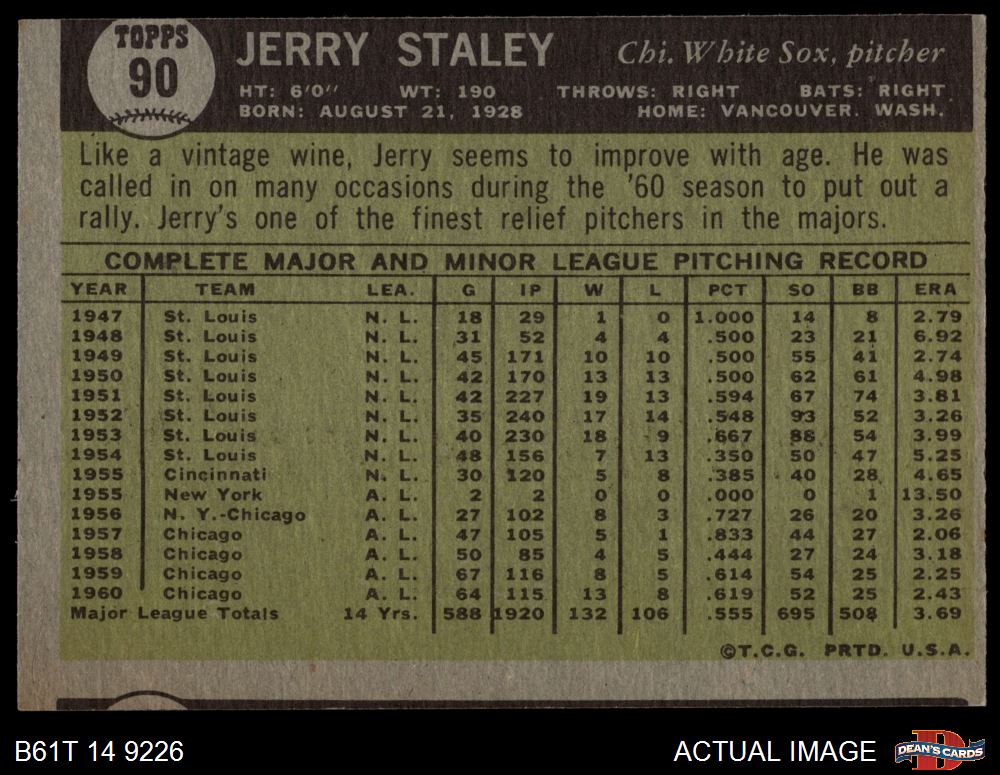 TOPPS
90
JERRY STALEY
Chi. White Sox, pitcher
HT: 6'0" WT: 190 THROWS: RIGHT BATS: RIGHT
BORN: AUGUST 21, 1928 HOME: VANCOUVER. WASH.
Like a vintage wine, Jerry seems to improve with age. He was
called in on many occasions during the '60 season to put out a
rally. Jerry's one of the finest relief pitchers in the majors.
COMPLETE MAJOR AND MINOR LEAGUE PITCHING RECORD
YEAR TEAM LEA. G IP W L PCT SO BB ERA
1947 St. Louis N. L. 18 29 1 0 1.000 14 8 2.79
1948 St. Louis N. L. 31 52 4 4 .500 23 21 6.92
1949 St. Louis N. L. 45 171 10 10 .500 55 41 2.74
1950 St. Louis N. L. 42 170 13 13 .500 62 61 4.98
1951 St. Louis N. L. 42 227 19 13 .594 67 74 3.81
1952 St. Louis N. L. 35 240 17 14 .548 93 52 3.26
1953 St. Louis N. L. 40 230 18 9 .667 88 54 3.99
1954 St. Louis N. L. 48 156 7 13 .350 50 47 5.25
1955 Cincinnati N. L. 30 120 5 8 .385 40 28 4.65
1955 New York A. L. 2 2 0 0 .000 0 1 13.50
1956 N. Y.-Chicago A. L. 27 102 8 3 .727 26 20 3.26
1957 Chicago A. L. 47 105 5 1 .833 44 27 2.06
1958 Chicago A. L. 50 85 4 5 .444 27 24 3.18
1959 Chicago A. L. 67 116 8 5 .614 54 25 2.25
1960 Chicago A. L. 64 115 13 8 .619 52 25 2.43
Major League Totals 14 Yrs. 588 1920 132 106 .555 695 508 3.69
©T.C.G. PRTD. U.S.A.
B61T 14 9226
ACTUAL IMAGE
DEAN'S CARDS